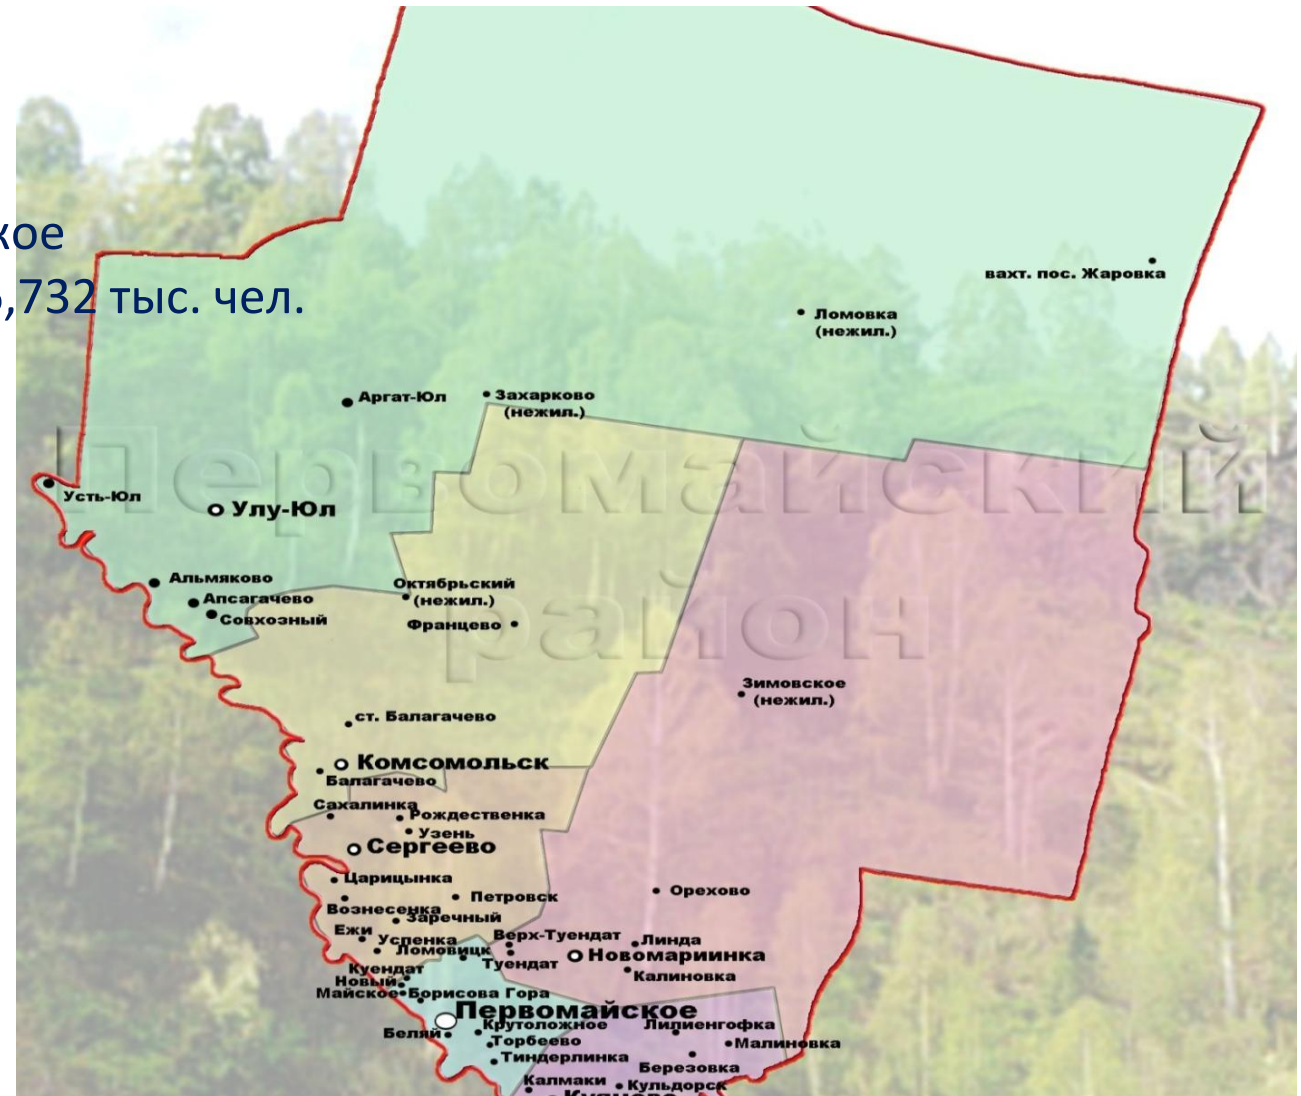 ,732 тыс. чел.
вахт. пос. Жаровка
Ломовка
(нежил.)
Аргат-Юл
Захарково
(нежил.)
Первомайский
район
Усть-Юл
Улу-Юл
Альмяково
Апсагачево
Совхозный
Октябрьский
(нежил.)
Францево
Зимовское
(нежил.)
ст. Балагачево
Комсомольск
Балагачево
Сахалинка
Рождественка
Узень
Сергеево
Царицынка
Петровск
Орехово
Вознесенка
Заречный
Ежи
Успенка
Ломовицк
Верх-Туендат
Линда
Туендат
Новомариинка
Калиновка
Куендат
Новый
Майское
Борисова Гора
Первомайское
Беляй
Крутоложное
Лилиенгофка
Торбеево
Малиновка
Тиндерлинка
Березовка
Калмаки
Кульдорск